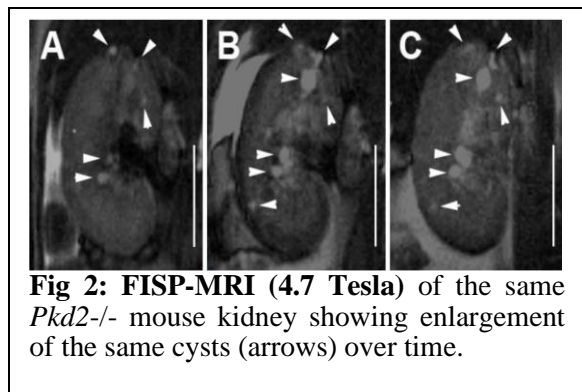 A B C
Fig 2: FISP-MRI (4.7 Tesla) of the same
Pkd2-/- mouse kidney showing enlargement
of the same cysts (arrows) over time.